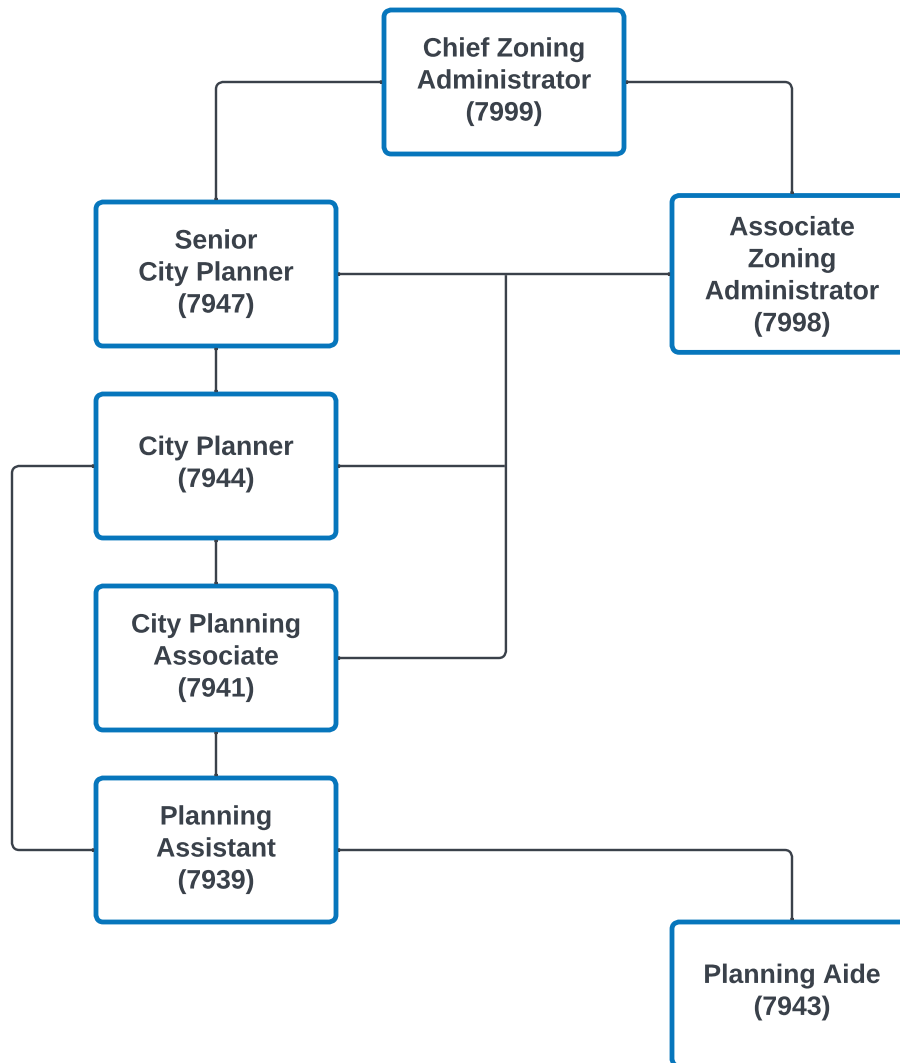 Chief Zoning
Administrator
(7999)
Senior
City Planner
(7947)
Associate
Zoning
Administrator
(7998)
City Planner
(7944)
City Planning
Associate
(7941)
Planning
Assistant
(7939)
Planning Aide
(7943)